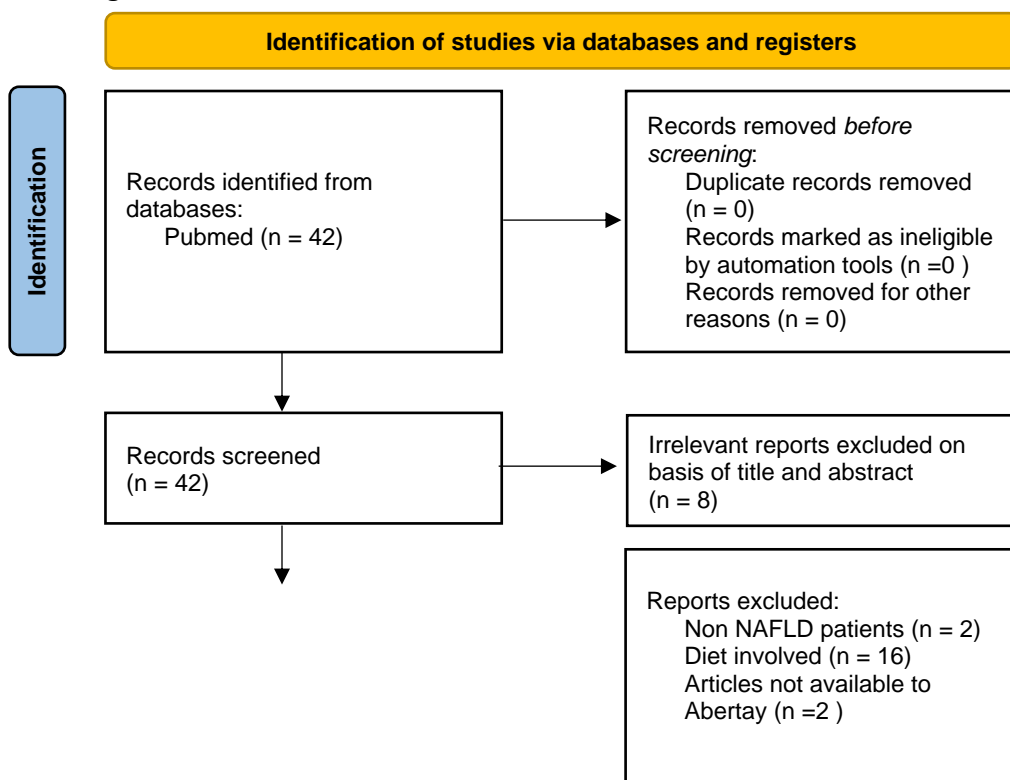 Identification of studies via databases and registers
Identification
Records identified from
databases:
Pubmed (n = 42)
Records removed before
screening:
Duplicate records removed
(n = 0)
Records marked as ineligible
by automation tools (n =0 )
Records removed for other
reasons (n = 0)
Records screened
(n = 42)
Irrelevant reports excluded on
basis of title and abstract
(n = 8)
Reports excluded:
Non NAFLD patients (n = 2)
Diet involved (n = 16)
Articles not available to
Abertay (n =2 )